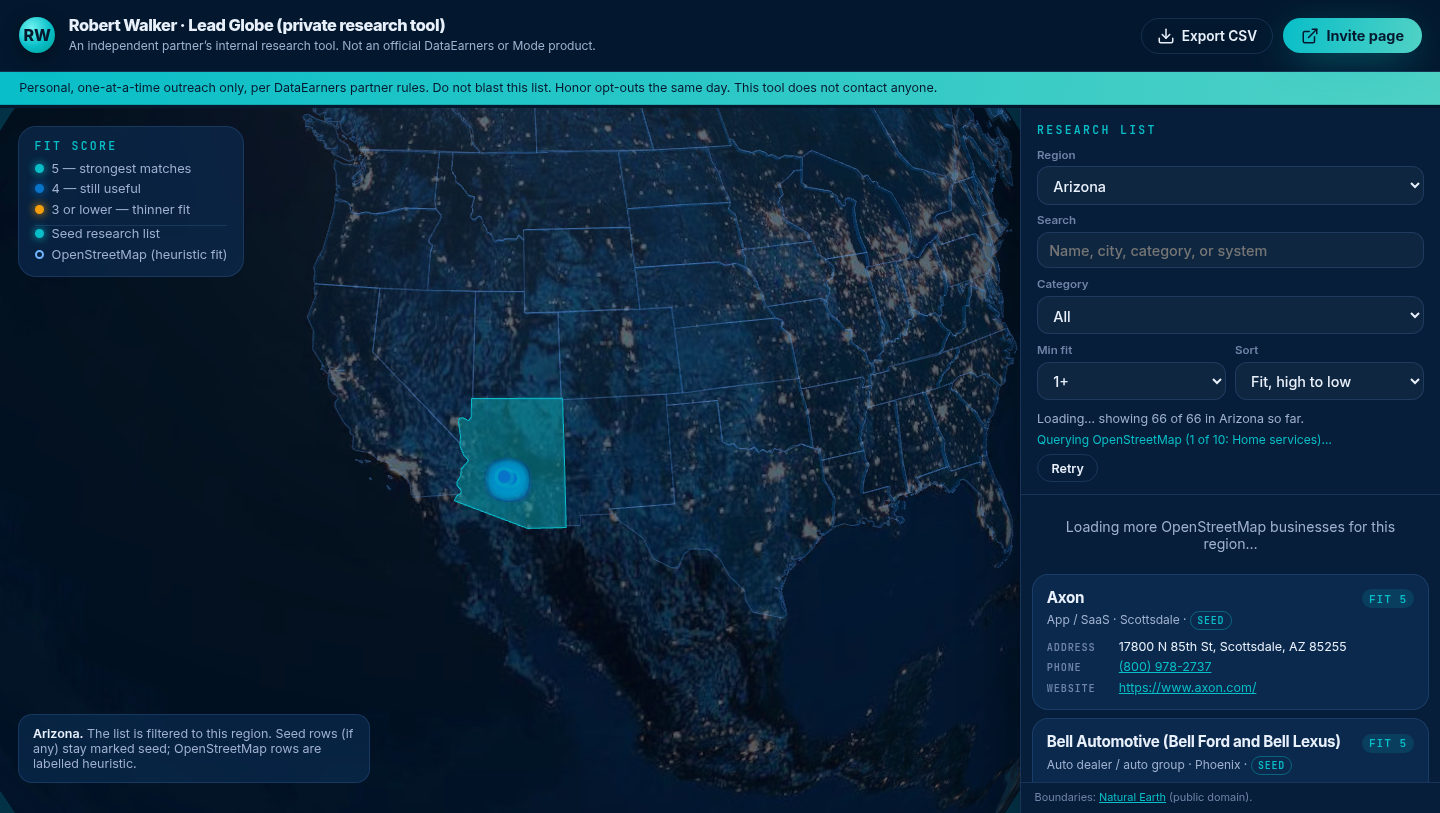 RW
Robert Walker · Lead Globe (private research tool)
An independent partner's internal research tool. Not an official DataEarners or Mode product.
Export CSV
Invite page
Personal, one-at-a-time outreach only, per DataEarners partner rules. Do not blast this list. Honor opt-outs the same day. This tool does not contact anyone.
FIT SCORE
5 — strongest matches
4 — still useful
3 or lower — thinner fit
Seed research list
OpenStreetMap (heuristic fit)
Arizona. The list is filtered to this region. Seed rows (if
any) stay marked seed; OpenStreetMap rows are
labelled heuristic.
RESEARCH LIST
Region
Arizona
Search
Name, city, category, or system
Category
All
Min fit
Sort
1+
Fit, high to low
Loading... showing 66 of 66 in Arizona so far.
Querying OpenStreetMap (1 of 10: Home services)...
Retry
Loading more OpenStreetMap businesses for this
region...
Axon
FIT 5
App / SaaS · Scottsdale · SEED
ADDRESS 17800 N 85th St, Scottsdale, AZ 85255
PHONE (800) 978-2737
WEBSITE https://www.axon.com/
Bell Automotive (Bell Ford and Bell Lexus)
FIT 5
Auto dealer / auto group · Phoenix · SEED
Boundaries: Natural Earth (public domain).